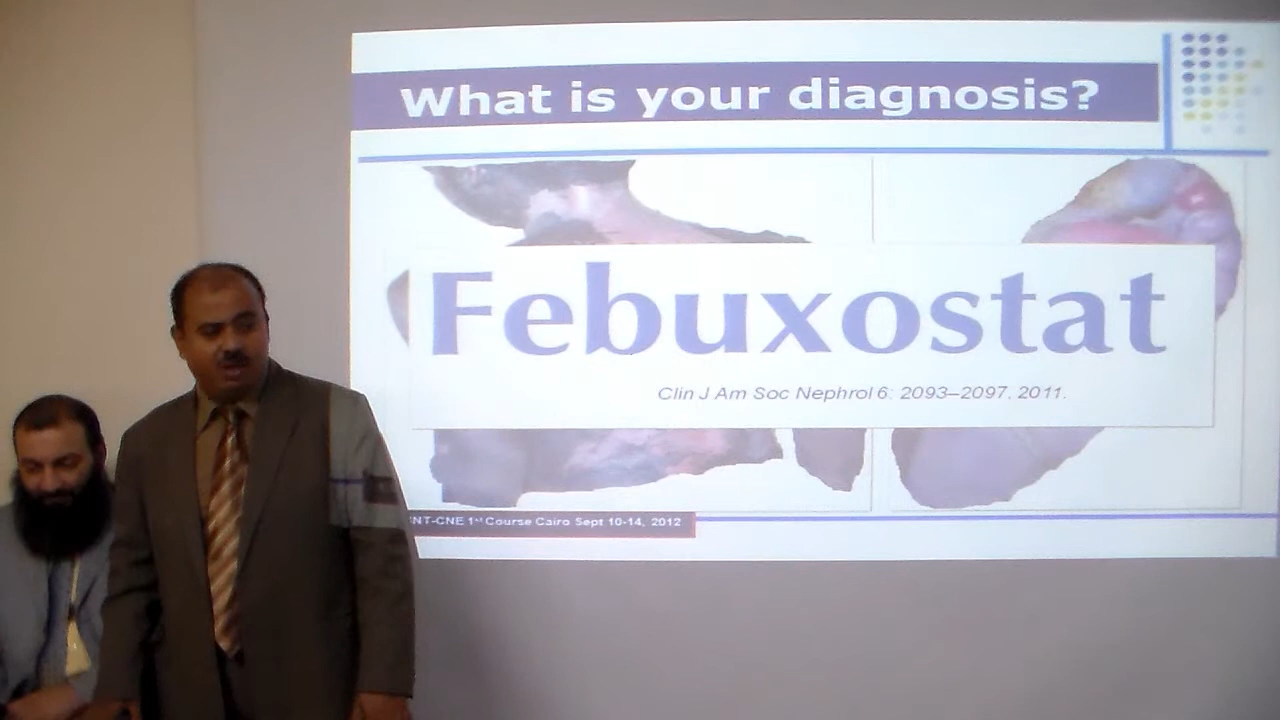 What is your diagnosis?
Febuxostat
Clin J Am Soc Nephrol 6: 2093–2097, 2011.
NT-CNE 1st Course Cairo Sept 10-14, 2012